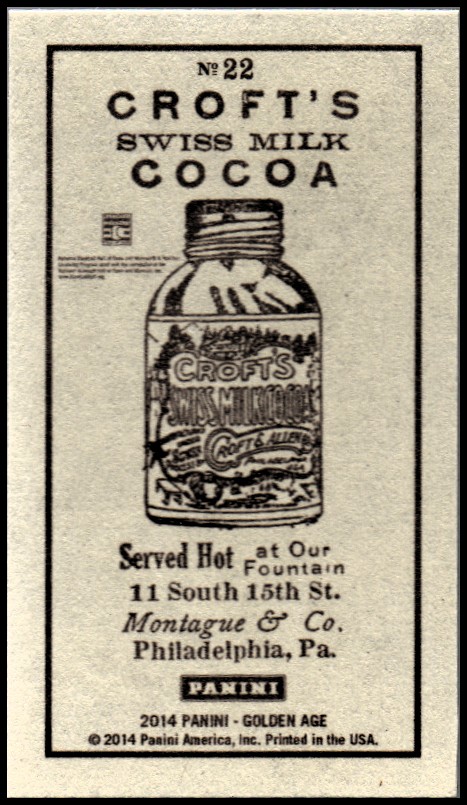 Nº 22
CROFT'S
SWISS MILK
COCOA
CROFT'S
SWISS MILK COCOA
CROFT & ALLEN
Served Hot at Our
Fountain
11 South 15th St.
Montague & Co.
Philadelphia, Pa.
PANINI
2014 PANINI - GOLDEN AGE
© 2014 Panini America, Inc. Printed in the USA.